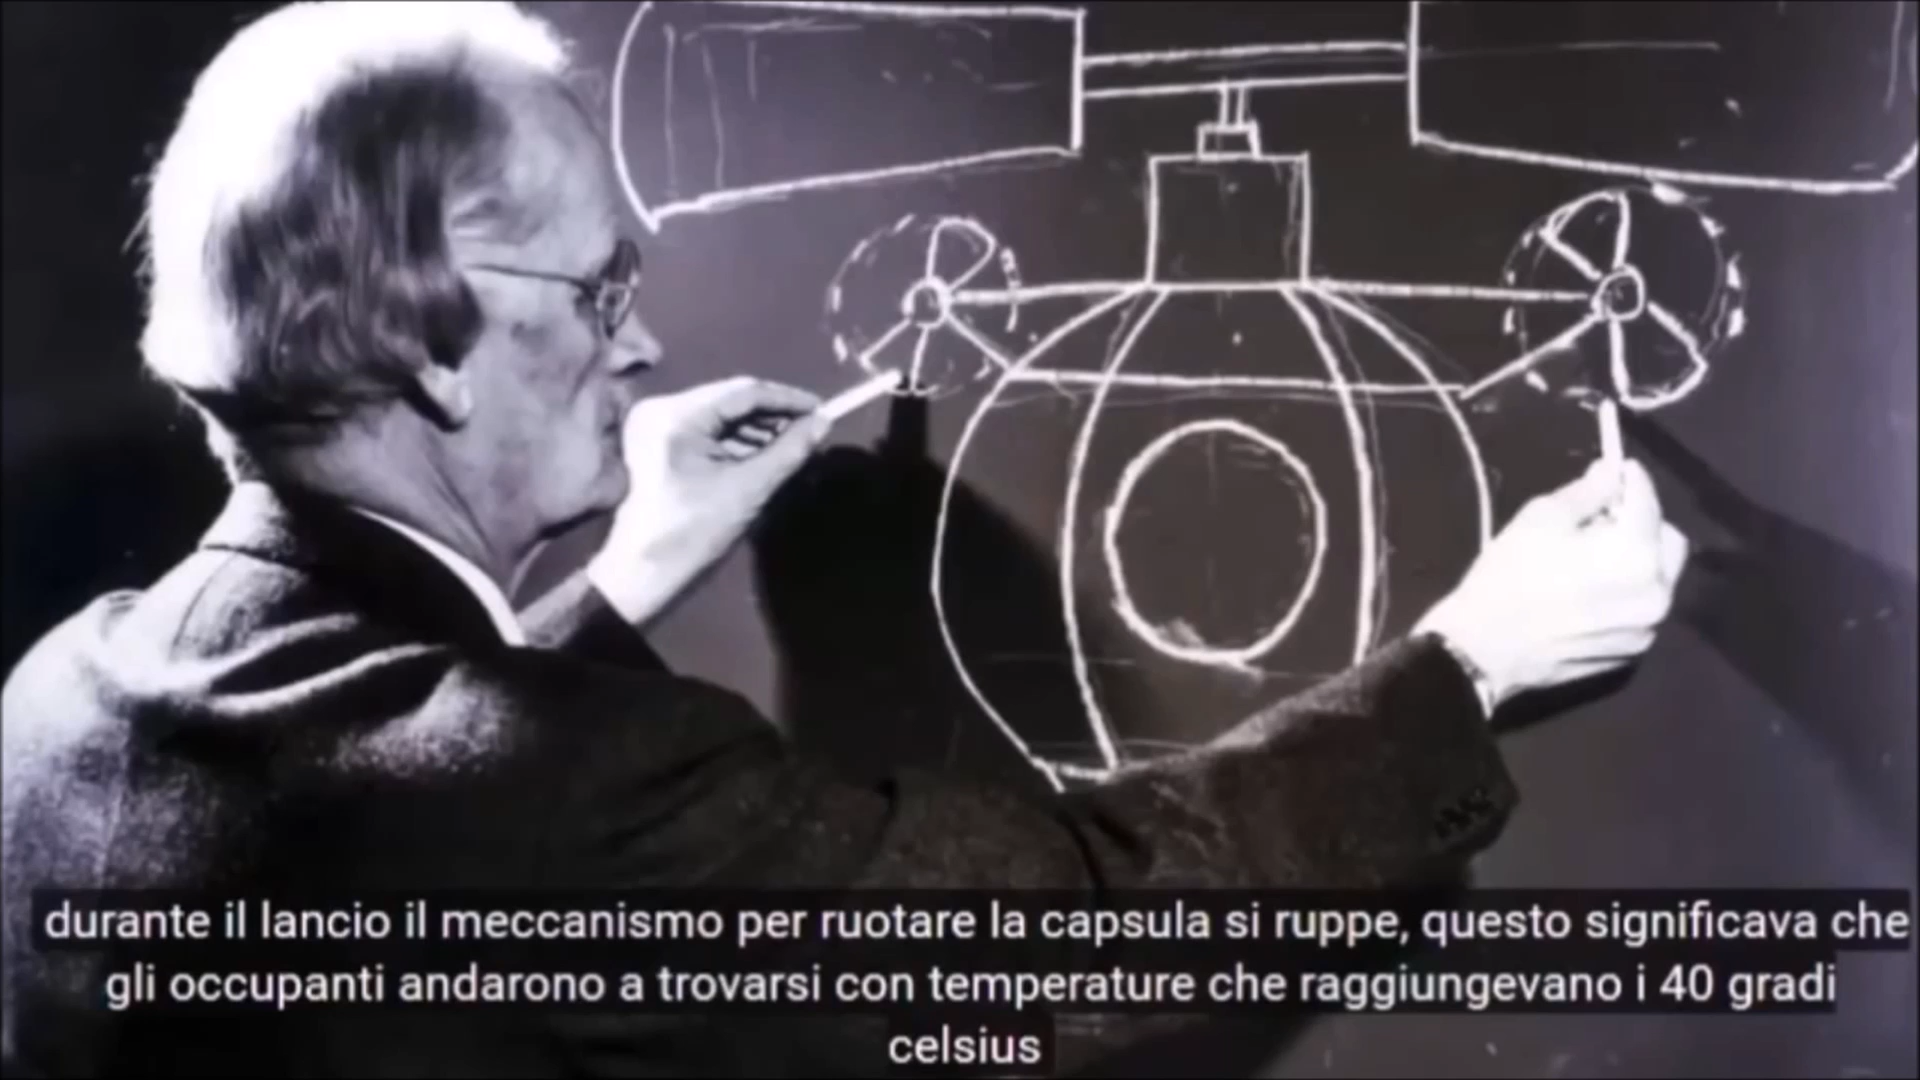 durante il lancio il meccanismo per ruotare la capsula si ruppe, questo significava che
gli occupanti andarono a trovarsi con temperature che raggiungevano i 40 gradi
celsius